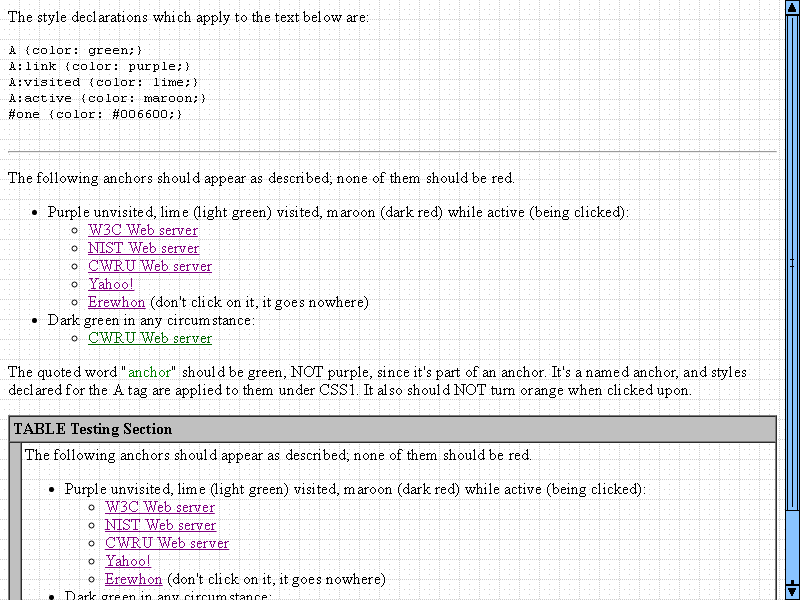 The style declarations which apply to the text below are:
A {color: green;}
A:link {color: purple;}
A:visited {color: lime;}
A:active {color: maroon;}
#one {color: #006600;}
The following anchors should appear as described; none of them should be red.
Purple unvisited, lime (light green) visited, maroon (dark red) while active (being clicked):
W3C Web server
NIST Web server
CWRU Web server
Yahoo!
Erewhon (don't click on it, it goes nowhere)
Dark green in any circumstance:
CWRU Web server
The quoted word "anchor" should be green, NOT purple, since it's part of an anchor. It's a named anchor, and styles
declared for the A tag are applied to them under CSS1. It also should NOT turn orange when clicked upon.
TABLE Testing Section
The following anchors should appear as described; none of them should be red.
Purple unvisited, lime (light green) visited, maroon (dark red) while active (being clicked):
W3C Web server
NIST Web server
CWRU Web server
Yahoo!
Erewhon (don't click on it, it goes nowhere)
Dark green in any circumstance: